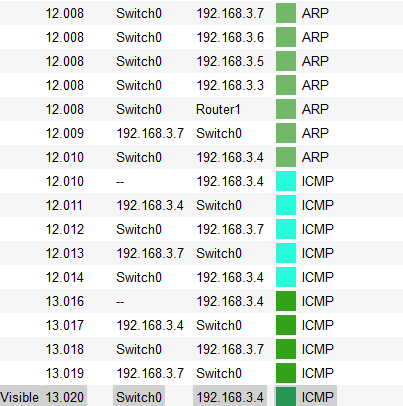 12.008 Switch0 192.168.3.7 ARP
12.008 Switch0 192.168.3.6 ARP
12.008 Switch0 192.168.3.5 ARP
12.008 Switch0 192.168.3.3 ARP
12.008 Switch0 Router1 ARP
12.009 192.168.3.7 Switch0 ARP
12.010 Switch0 192.168.3.4 ARP
12.010 -- 192.168.3.4 ICMP
12.011 192.168.3.4 Switch0 ICMP
12.012 Switch0 192.168.3.7 ICMP
12.013 192.168.3.7 Switch0 ICMP
12.014 Switch0 192.168.3.4 ICMP
13.016 -- 192.168.3.4 ICMP
13.017 192.168.3.4 Switch0 ICMP
13.018 Switch0 192.168.3.7 ICMP
13.019 192.168.3.7 Switch0 ICMP
Visible 13.020 Switch0 192.168.3.4 ICMP